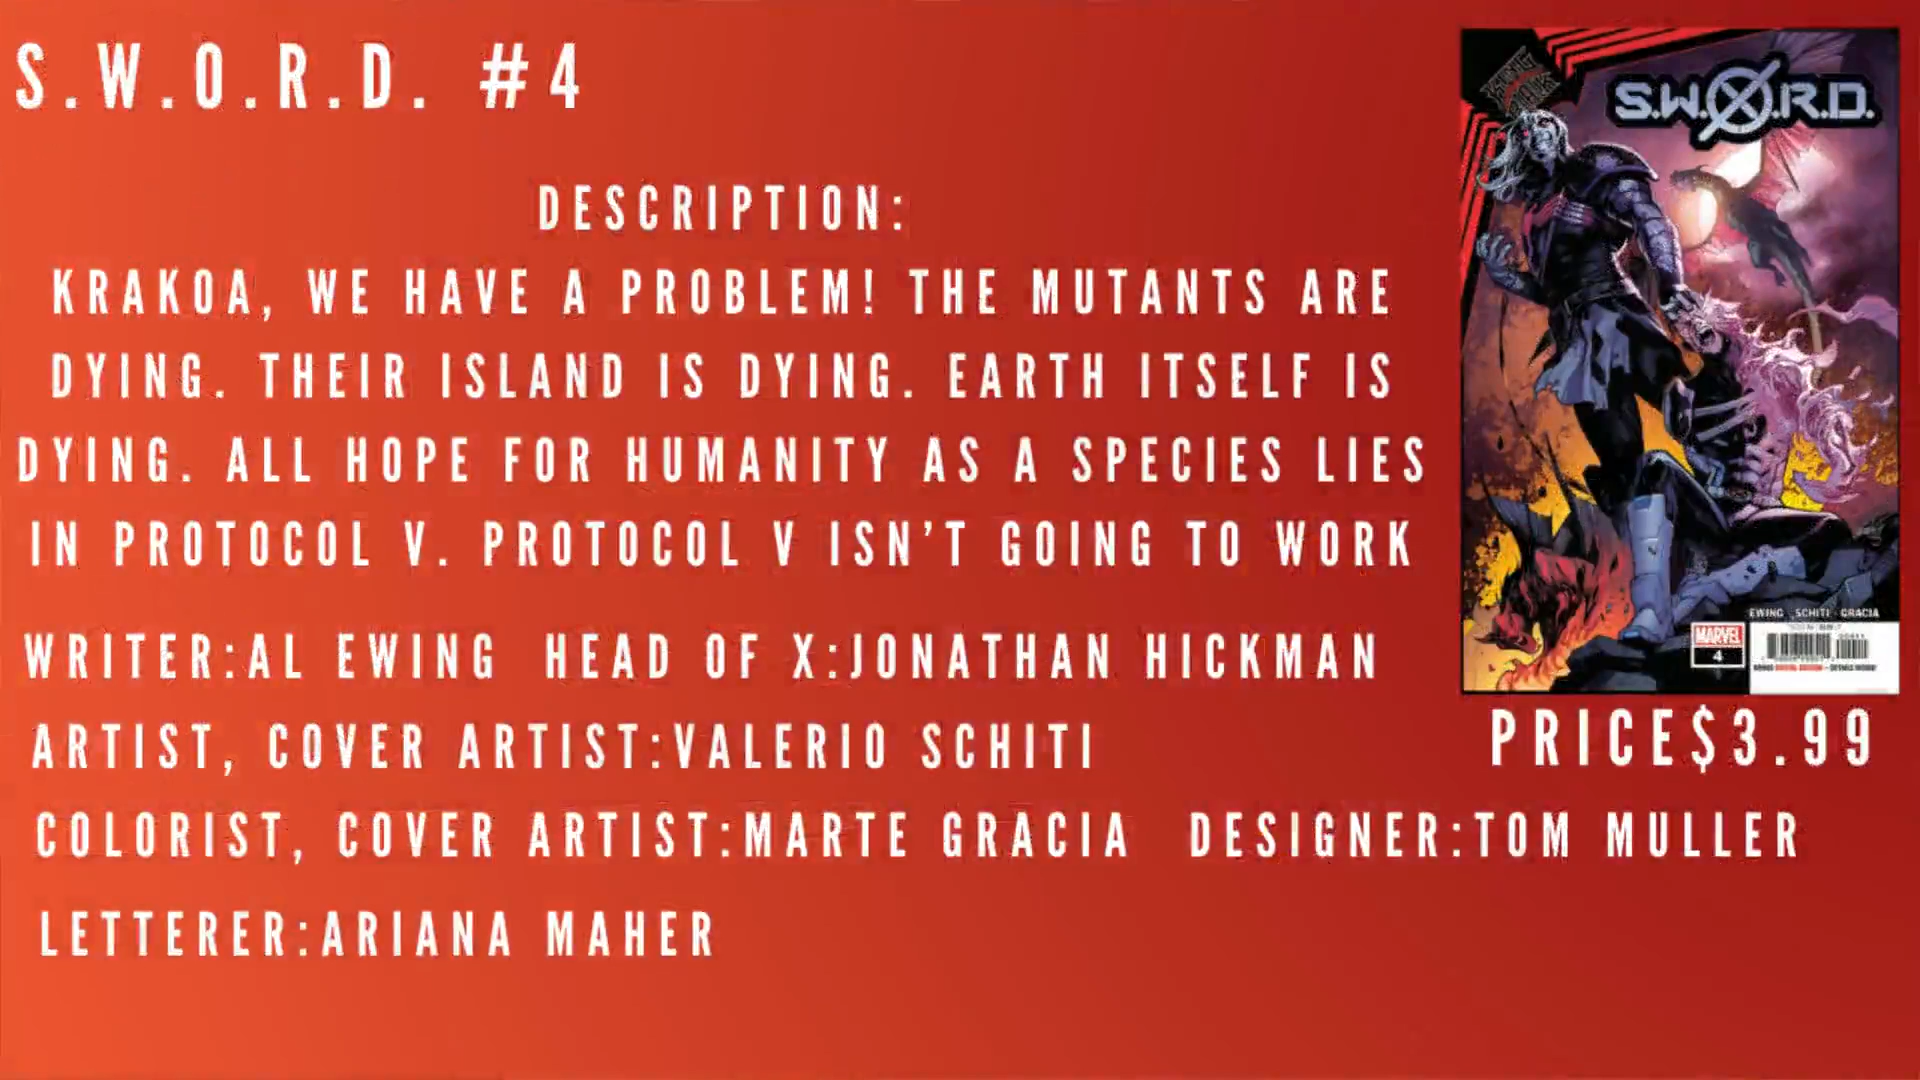 S.W.O.R.D. #4
DESCRIPTION:
KRAKOA, WE HAVE A PROBLEM! THE MUTANTS ARE
DYING. THEIR ISLAND IS DYING. EARTH ITSELF IS
DYING. ALL HOPE FOR HUMANITY AS A SPECIES LIES
IN PROTOCOL V. PROTOCOL V ISN'T GOING TO WORK
WRITER:AL EWING HEAD OF X:JONATHAN HICKMAN
ARTIST, COVER ARTIST:VALERIO SCHITI
COLORIST, COVER ARTIST:MARTE GRACIA DESIGNER:TOM MULLER
LETTERER:ARIANA MAHER
S.W.O.R.D.
EWING SCHITI GRACIA
MARVEL
4
PRICE$3.99